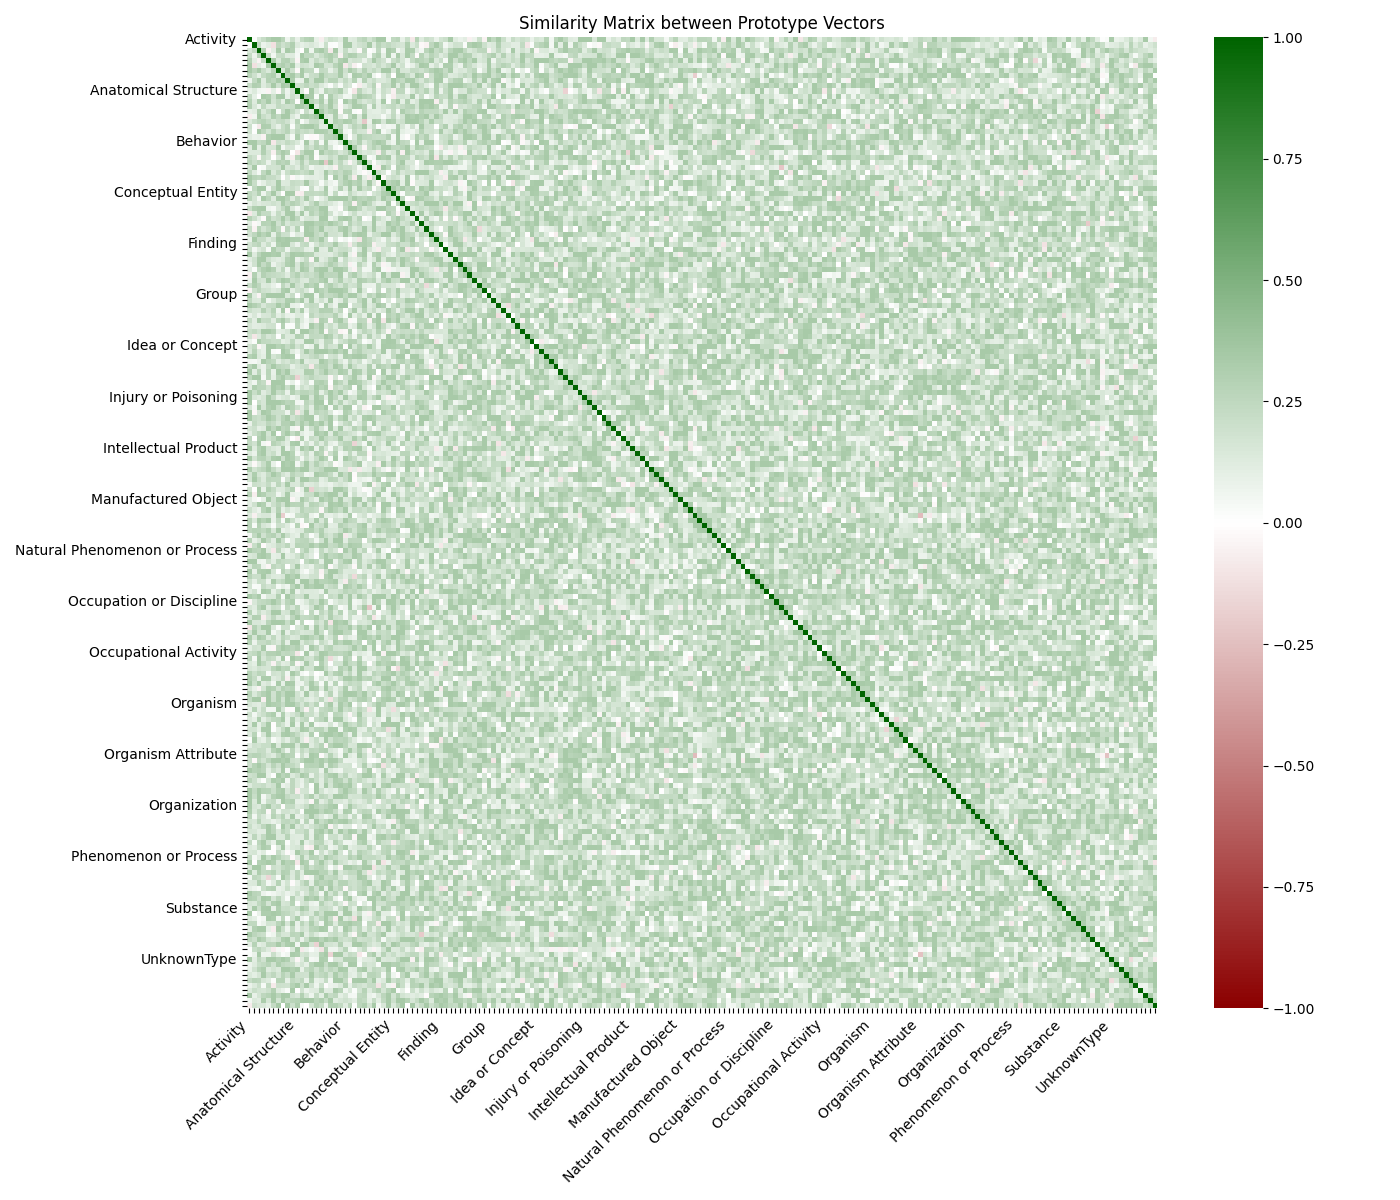 Similarity Matrix between Prototype Vectors
Activity
Anatomical Structure
Behavior
Conceptual Entity
Finding
Group
Idea or Concept
Injury or Poisoning
Intellectual Product
Manufactured Object
Natural Phenomenon or Process
Occupation or Discipline
Occupational Activity
Organism
Organism Attribute
Organization
Phenomenon or Process
Substance
UnknownType
Activity
Anatomical Structure
Behavior
Conceptual Entity
Finding
Group
Idea or Concept
Injury or Poisoning
Intellectual Product
Manufactured Object
Natural Phenomenon or Process
Occupation or Discipline
Occupational Activity
Organism
Organism Attribute
Organization
Phenomenon or Process
Substance
UnknownType
1.00
0.75
0.50
0.25
0.00
−0.25
−0.50
−0.75
−1.00